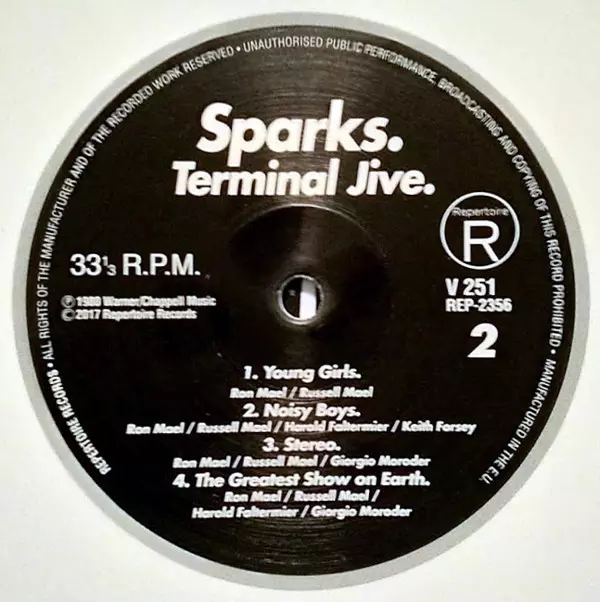 REPERTOIRE RECORDS • ALL RIGHTS OF THE MANUFACTURER AND OF THE RECORDED WORK RESERVED • UNAUTHORISED PUBLIC PERFORMANCE, BROADCASTING AND COPYING OF THIS RECORD PROHIBITED • MANUFACTURED IN THE E.U.
Sparks.
Terminal Jive.
Repertoire
R
33⅓ R.P.M.
V 251
REP-2356
Ⓟ 1980 Warner/Chappell Music
© 2017 Repertoire Records
2
1. Young Girls.
Ron Mael / Russell Mael
2. Noisy Boys.
Ron Mael / Russell Mael / Harold Faltermier / Keith Forsey
3. Stereo.
Ron Mael / Russell Mael / Giorgio Moroder
4. The Greatest Show on Earth.
Ron Mael / Russell Mael /
Harold Faltermier / Giorgio Moroder